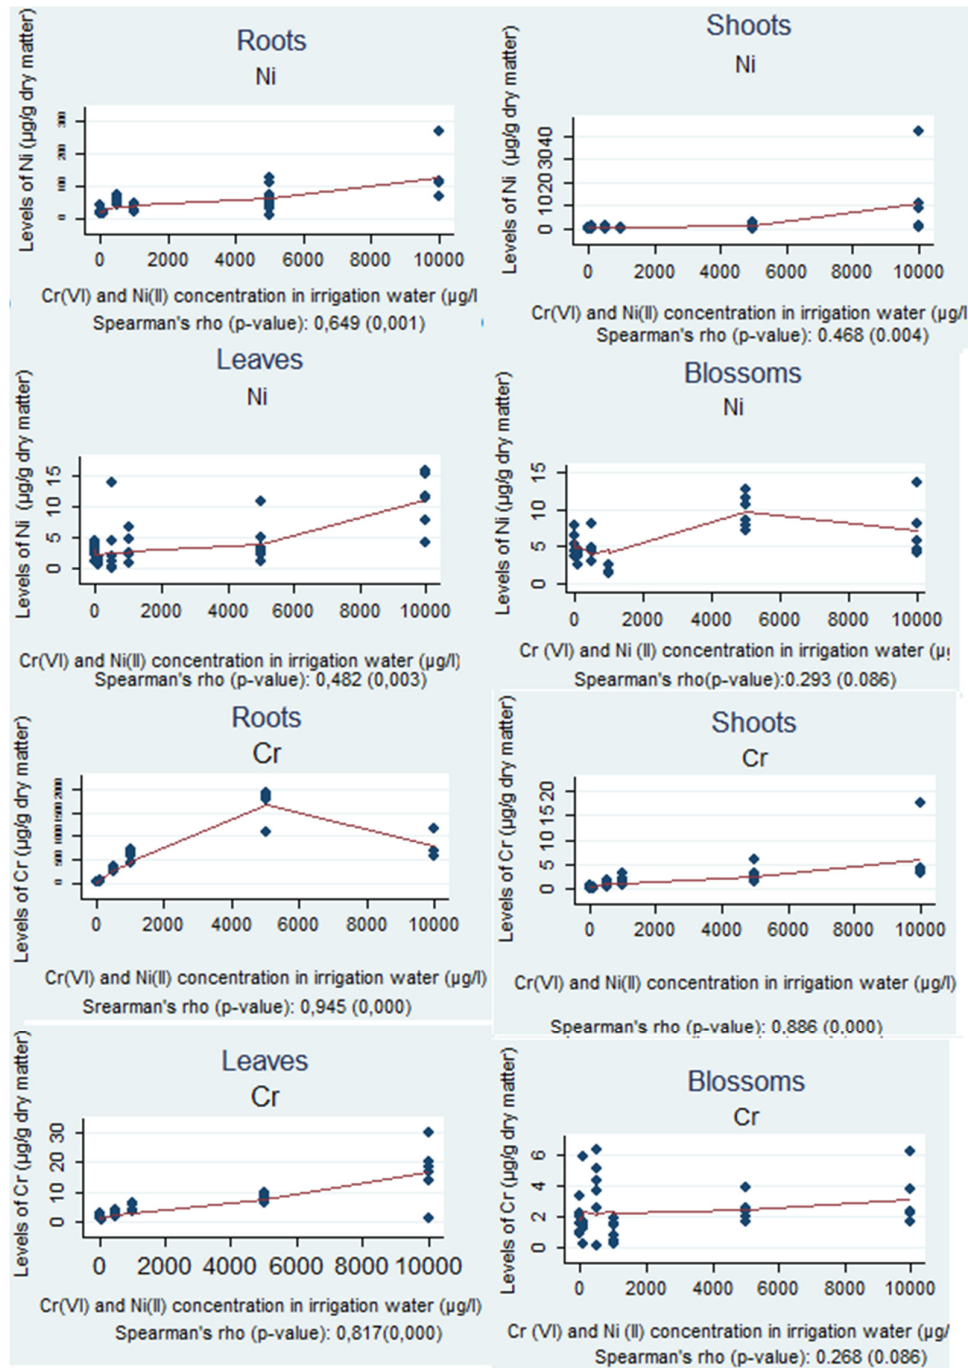 Roots
Ni
Levels of Ni (µg/g dry matter)
300
200
100
0
0 2000 4000 6000 8000 10000
Cr(VI) and Ni(II) concentration in irrigation water (µg/l
Spearman's rho (p-value): 0,649 (0,001)
Shoots
Ni
Levels of Ni (µg/g dry matter)
40
30
20
10
0
0 2000 4000 6000 8000 10000
Cr(VI) and Ni(II) concentration in irrigation water (µg/l
Spearman's rho (p-value): 0.468 (0.004)
Leaves
Ni
Levels of Ni (µg/g dry matter)
15
10
5
0
0 2000 4000 6000 8000 10000
Cr(VI) and Ni(II) concentration in irrigation water (µg/l)
Spearman's rho (p-value): 0,482 (0,003)
Blossoms
Ni
Levels of Ni (µg/g dry matter)
15
10
5
0
0 2000 4000 6000 8000 10000
Cr (VI) and Ni (II) concentration in irrigation water (µg
Spearman's rho(p-value):0.293 (0.086)
Roots
Cr
Levels of Cr (µg/g dry matter)
2000
1500
1000
500
0
0 2000 4000 6000 8000 10000
Cr(VI) and Ni(II) concentration in irrigation water (µg/l)
Srearman's rho (p-value): 0,945 (0,000)
Shoots
Cr
Levels of Cr (µg/g dry matter)
20
15
10
5
0
0 2000 4000 6000 8000 10000
Cr(VI) and Ni(II) concentration in irrigation water (µg/l)
Spearman's rho (p-value): 0,886 (0,000)
Leaves
Cr
Levels of Cr (µg/g dry matter)
30
20
10
0
0 2000 4000 6000 8000 10000
Cr(VI) and Ni(II) concentration in irrigation water (µg/l)
Spearman's rho (p-value): 0,817(0,000)
Blossoms
Cr
Levels of Cr (µg/g dry matter)
6
4
2
0
0 2000 4000 6000 8000 10000
Cr (VI) and Ni (II) concentration in irrigation water (µg/
Spearman's rho (p-value): 0.268 (0.086)